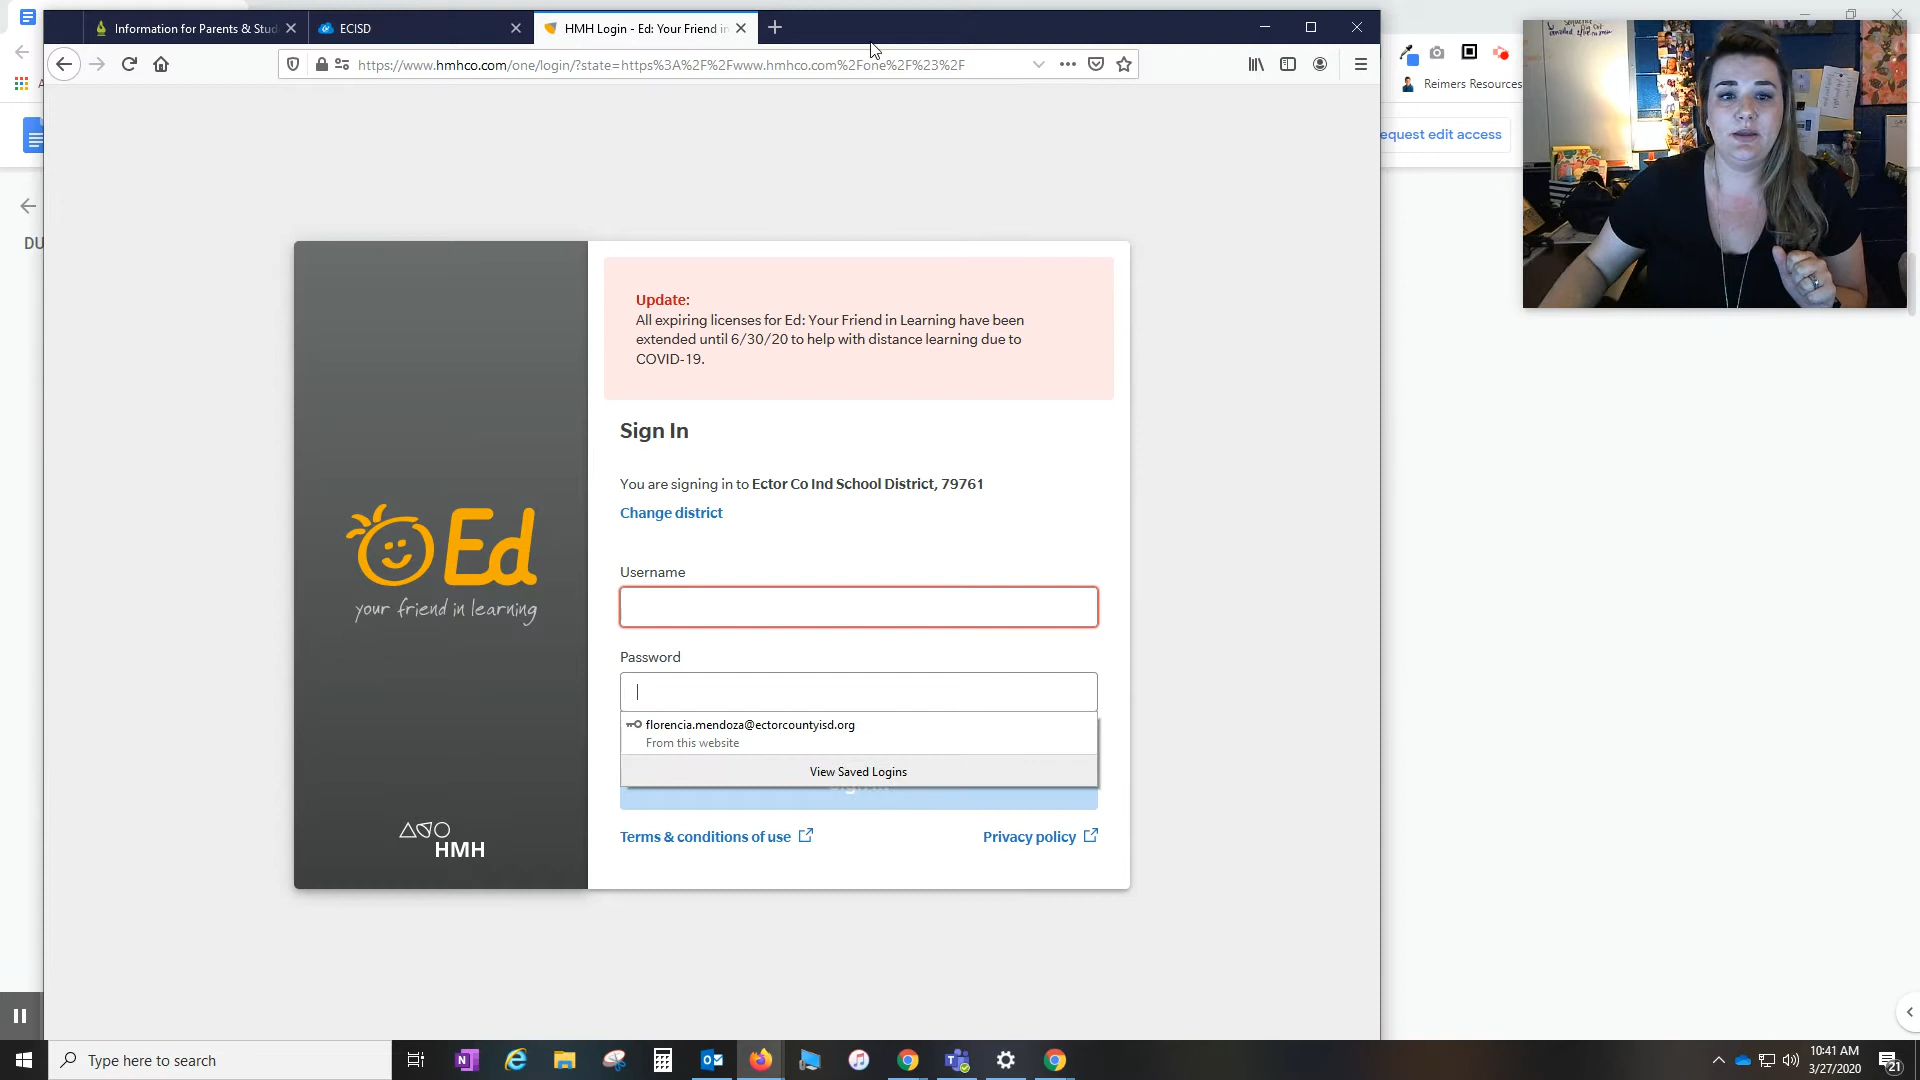 Information for Parents & Stud
ECISD
HMH Login - Ed: Your Friend in
https://www.hmhco.com/one/login/?state=https%3A%2F%2Fwww.hmhco.com%2Fone%2F%23%2F
Reimers Resources
equest edit access
DU
Update:
All expiring licenses for Ed: Your Friend in Learning have been
extended until 6/30/20 to help with distance learning due to
COVID-19.
Sign In
You are signing in to Ector Co Ind School District, 79761
Change district
Username
Password
florencia.mendoza@ectorcountyisd.org
From this website
View Saved Logins
Terms & conditions of use
Privacy policy
Ed
your friend in learning
HMH
Type here to search
10:41 AM
3/27/2020
21